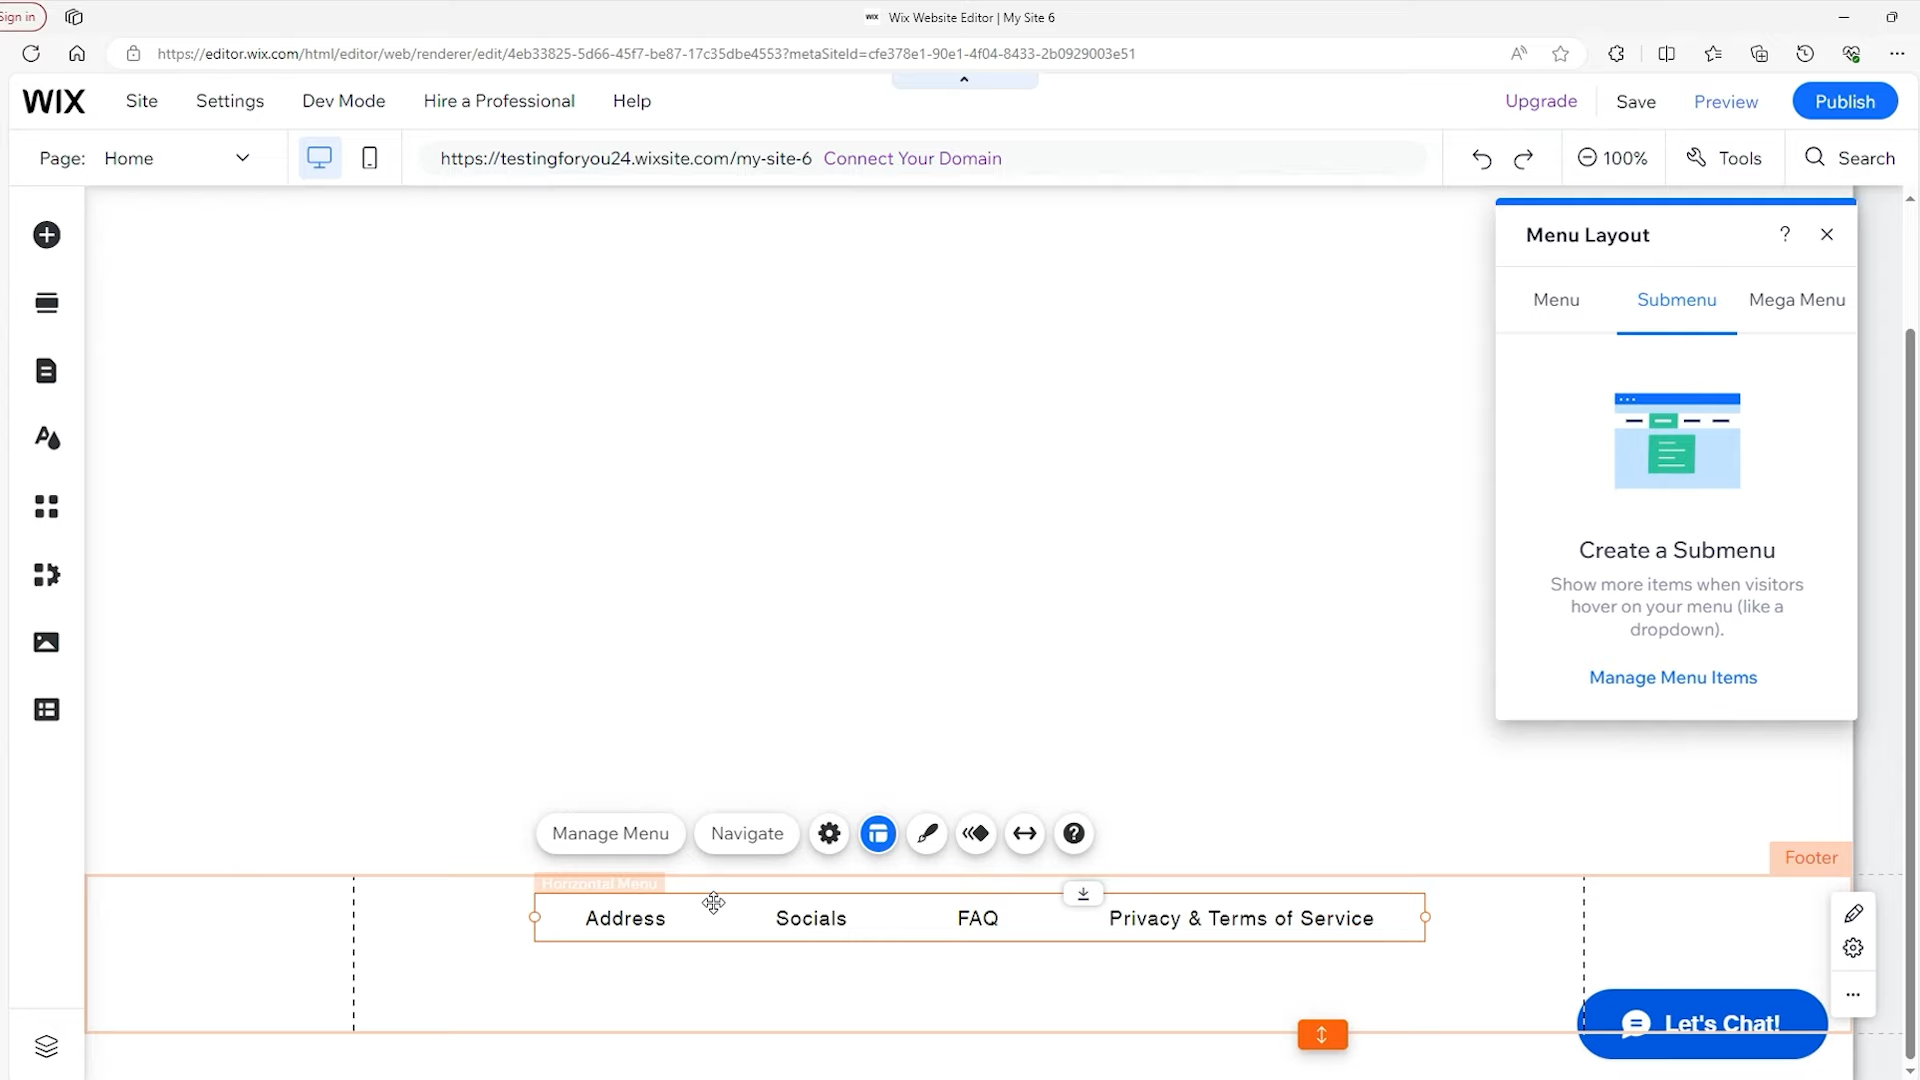 Sign in
WIX Wix Website Editor | My Site 6
https://editor.wix.com/html/editor/web/renderer/edit/4eb33825-5d66-45f7-be87-17c35dbe4553?metaSiteId=cfe378e1-90e1-4f04-8433-2b0929003e51
WIX Site Settings Dev Mode Hire a Professional Help Upgrade Save Preview Publish
Page: Home https://testingforyou24.wixsite.com/my-site-6 Connect Your Domain 100% Tools Search
Menu Layout ?
Menu Submenu Mega Menu
Create a Submenu
Show more items when visitors
hover on your menu (like a
dropdown).
Manage Menu Items
Manage Menu Navigate ?
Footer
Horizontal Menu
Address Socials FAQ Privacy & Terms of Service
Let's Chat!